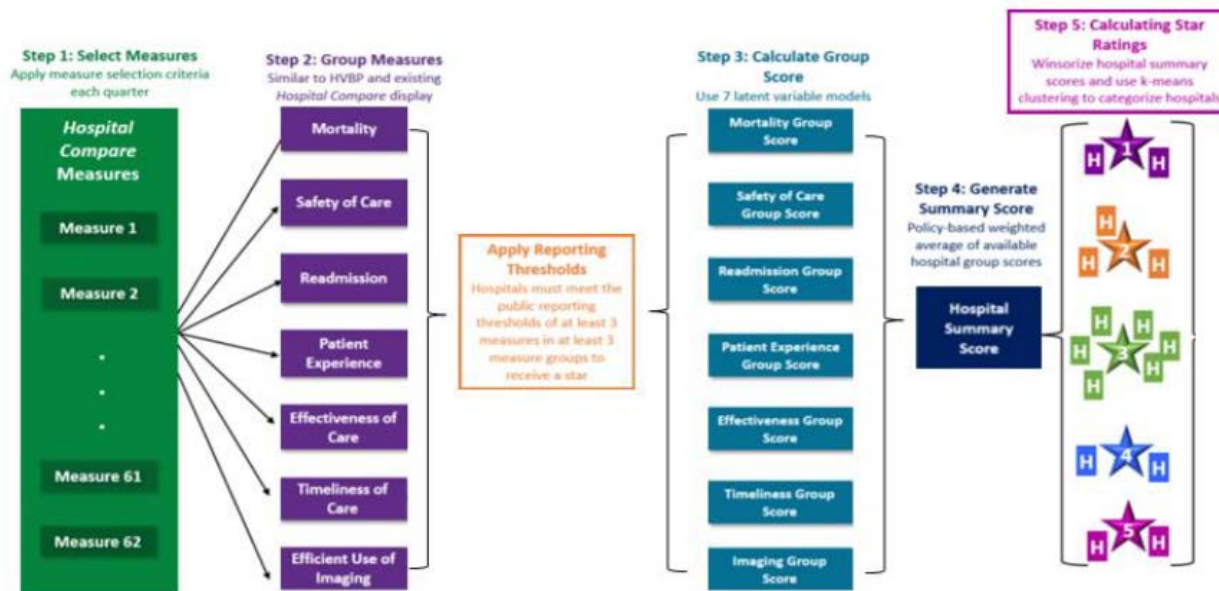 Step 1: Select Measures
Apply measure selection criteria
each quarter
Hospital
Compare
Measures
Measure 1
Measure 2
.
.
.
Measure 61
Measure 62
Step 2: Group Measures
Similar to HVBP and existing
Hospital Compare display
Mortality
Safety of Care
Readmission
Patient
Experience
Effectiveness of
Care
Timeliness of
Care
Efficient Use of
Imaging
Apply Reporting
Thresholds
Hospitals must meet the
public reporting
thresholds of at least 3
measures in at least 3
measure groups to
receive a star
Step 3: Calculate Group
Score
Use 7 latent variable models
Mortality Group
Score
Safety of Care
Group Score
Readmission Group
Score
Patient Experience
Group Score
Effectiveness Group
Score
Timeliness Group
Score
Imaging Group
Score
Step 4: Generate
Summary Score
Policy-based weighted
average of available
hospital group scores
Hospital
Summary
Score
Step 5: Calculating Star
Ratings
Winsorize hospital summary
scores and use k-means
clustering to categorize hospitals
H 1 H
H
H 2 H
H H
H 3 H
H H
H 4 H
H 5 H